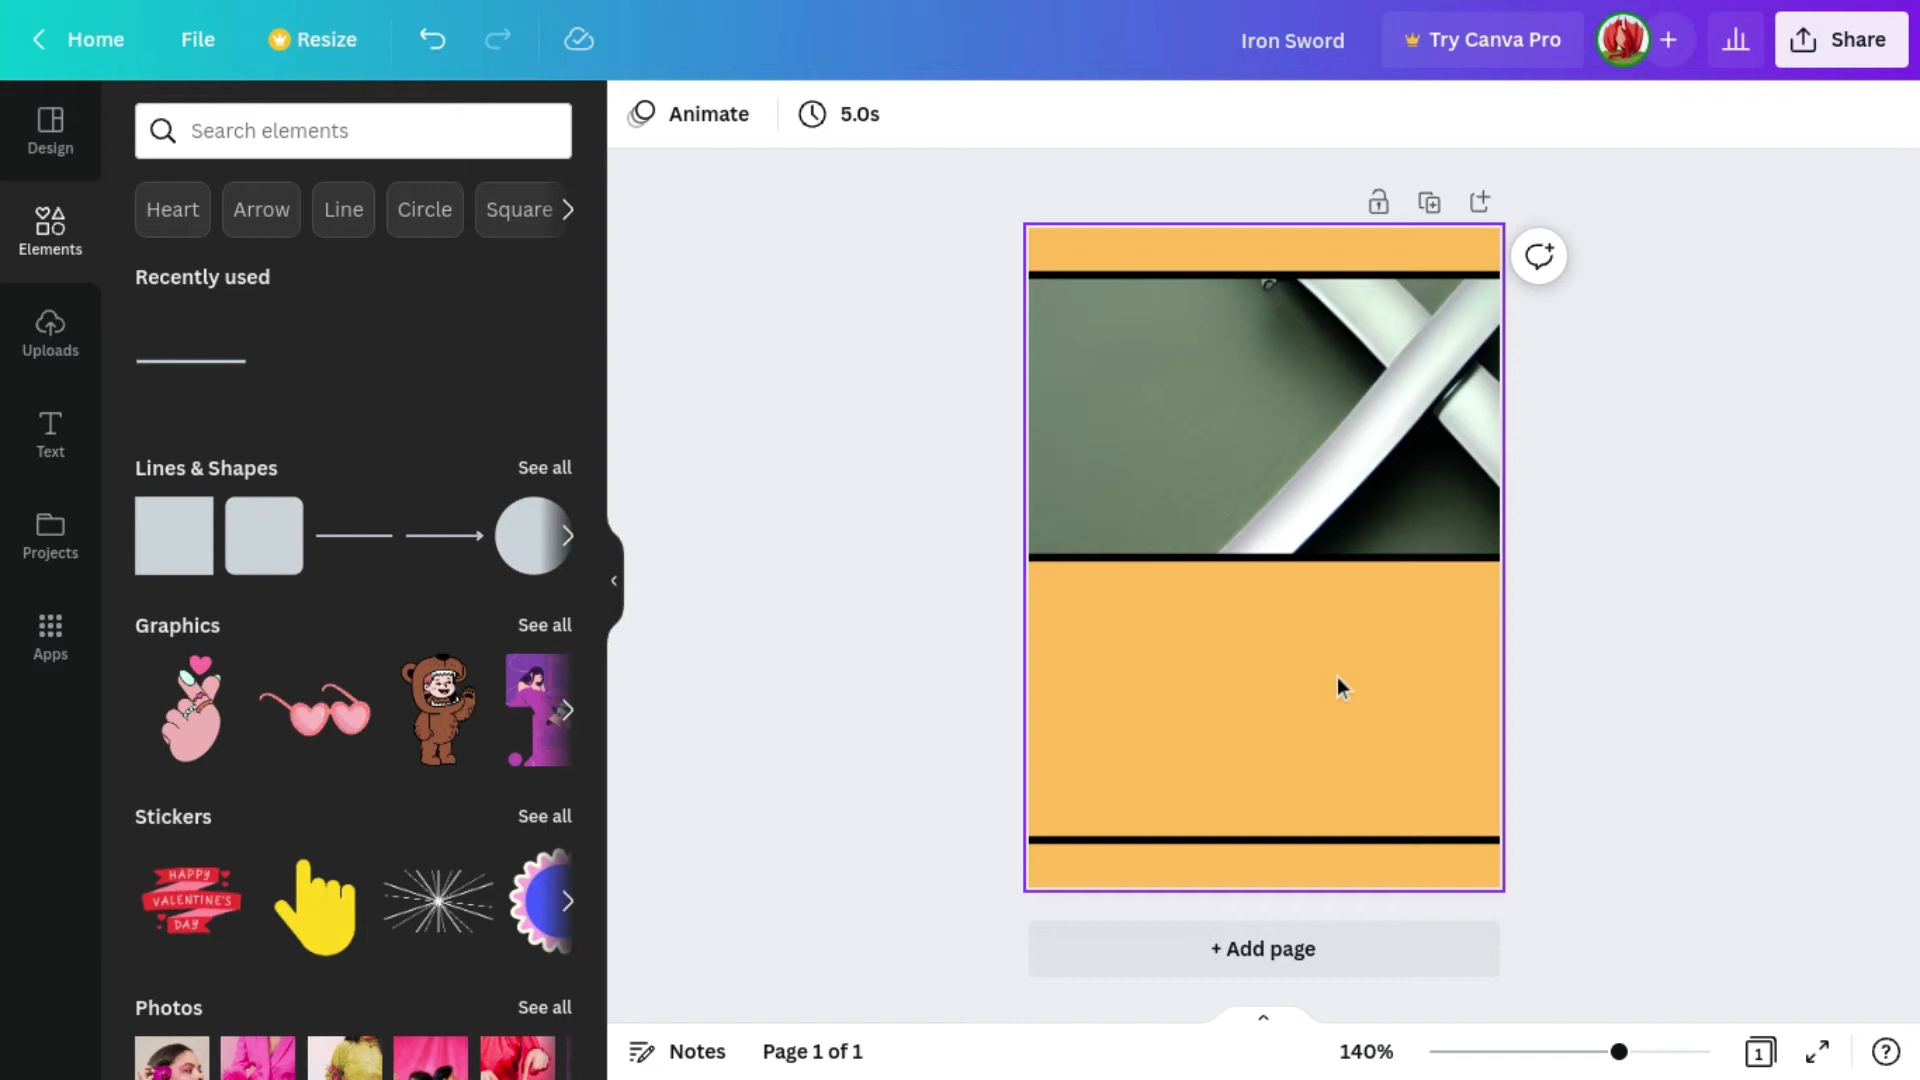 Home File Resize Iron Sword Try Canva Pro Share
Design
Elements
Uploads
Text
Projects
Apps
Search elements
Heart Arrow Line Circle Square
Recently used
Lines & Shapes See all
Graphics See all
Stickers See all
HAPPY
VALENTINE'S
DAY
Photos See all
Animate 5.0s
+ Add page
Notes Page 1 of 1 140% 1